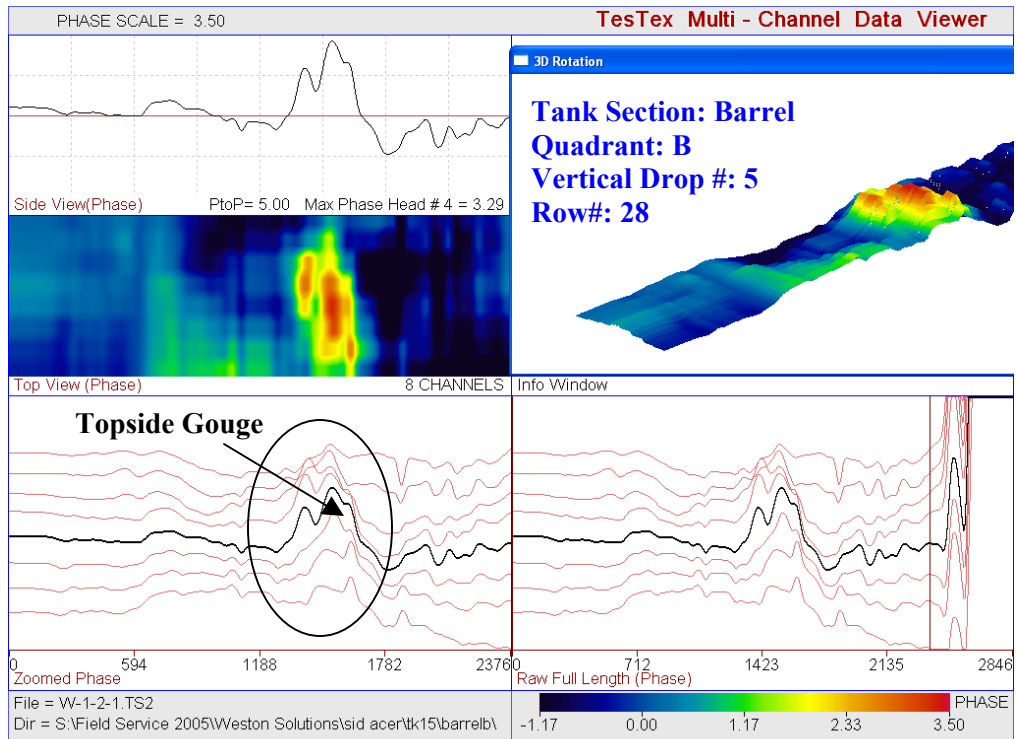 PHASE SCALE = 3.50
TesTex Multi - Channel Data Viewer
3D Rotation
Tank Section: Barrel
Quadrant: B
Vertical Drop #: 5
Row#: 28
Side View(Phase) PtoP= 5.00 Max Phase Head # 4 = 3.29
Top View (Phase) 8 CHANNELS
Info Window
Topside Gouge
0 594 1188 1782 2376
Zoomed Phase
0 712 1423 2135 2846
Raw Full Length (Phase)
File = W-1-2-1.TS2
Dir = S:\Field Service 2005\Weston Solutions\sid acer\tk15\barrelb\
PHASE
-1.17 0.00 1.17 2.33 3.50